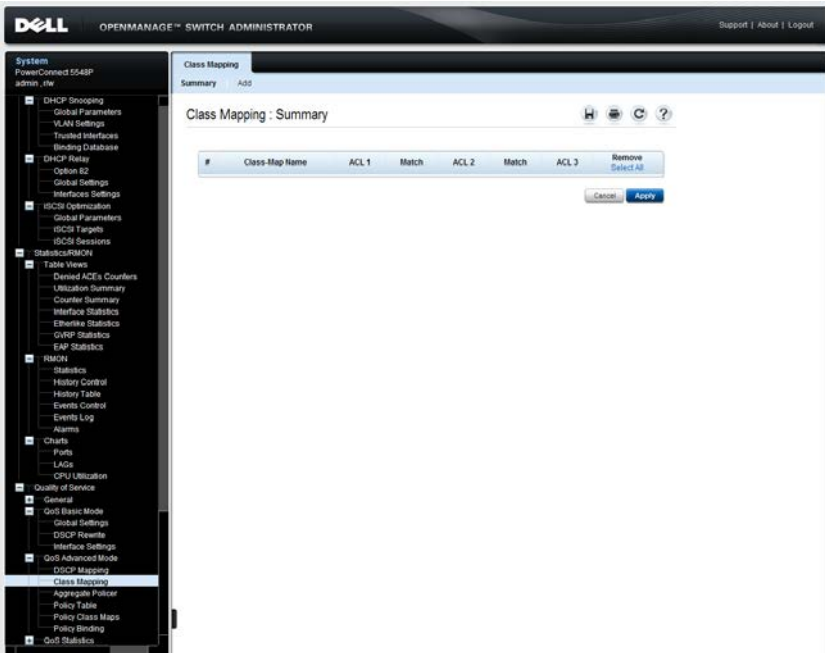 DELL OPENMANAGE™ SWITCH ADMINISTRATOR
Support | About | Logout
System
PowerConnect 5548P
admin , r/w
DHCP Snooping
Global Parameters
VLAN Settings
Trusted Interfaces
Binding Database
DHCP Relay
Option 82
Global Settings
Interfaces Settings
iSCSI Optimization
Global Parameters
iSCSI Targets
iSCSI Sessions
Statistics/RMON
Table Views
Denied ACEs Counters
Utilization Summary
Counter Summary
Interface Statistics
Etherlike Statistics
GVRP Statistics
EAP Statistics
RMON
Statistics
History Control
History Table
Events Control
Events Log
Alarms
Charts
Ports
LAGs
CPU Utilization
Quality of Service
General
QoS Basic Mode
Global Settings
DSCP Rewrite
Interface Settings
QoS Advanced Mode
DSCP Mapping
Class Mapping
Aggregate Policer
Policy Table
Policy Class Maps
Policy Binding
QoS Statistics
Class Mapping
Summary Add
Class Mapping : Summary
# Class-Map Name ACL 1 Match ACL 2 Match ACL 3 Remove
Select All
Cancel Apply